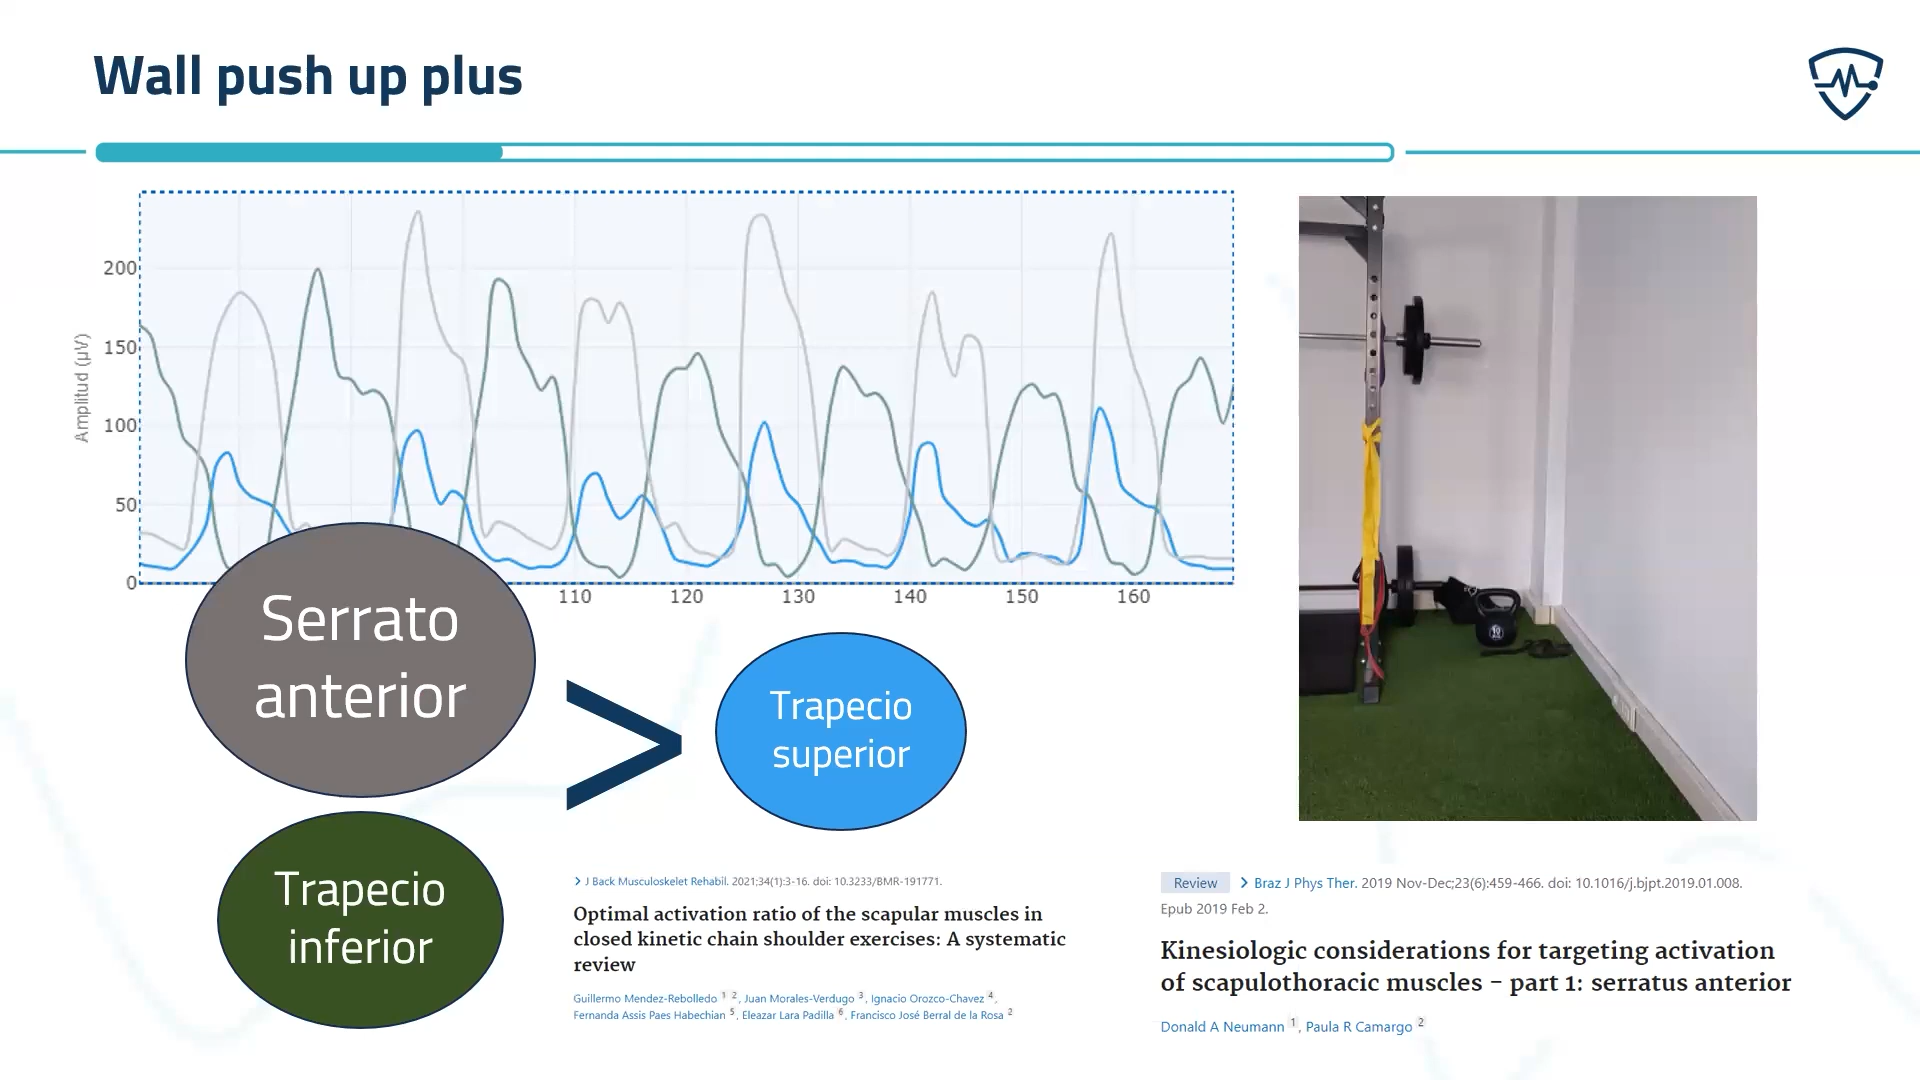 Wall push up plus
Amplitud (µV)
200
150
100
50
0
110 120 130 140 150 160
Serrato
anterior
>
Trapecio
superior
Trapecio
inferior
10
J Back Musculoskelet Rehabil. 2021;34(1):3-16. doi: 10.3233/BMR-191771.
Optimal activation ratio of the scapular muscles in
closed kinetic chain shoulder exercises: A systematic
review
Guillermo Mendez-Rebolledo 1 2, Juan Morales-Verdugo 3, Ignacio Orozco-Chavez 4,
Fernanda Assis Paes Habechian 5, Eleazar Lara Padilla 6, Francisco José Berral de la Rosa 2
Review > Braz J Phys Ther. 2019 Nov-Dec;23(6):459-466. doi: 10.1016/j.bjpt.2019.01.008.
Epub 2019 Feb 2.
Kinesiologic considerations for targeting activation
of scapulothoracic muscles - part 1: serratus anterior
Donald A Neumann 1, Paula R Camargo 2